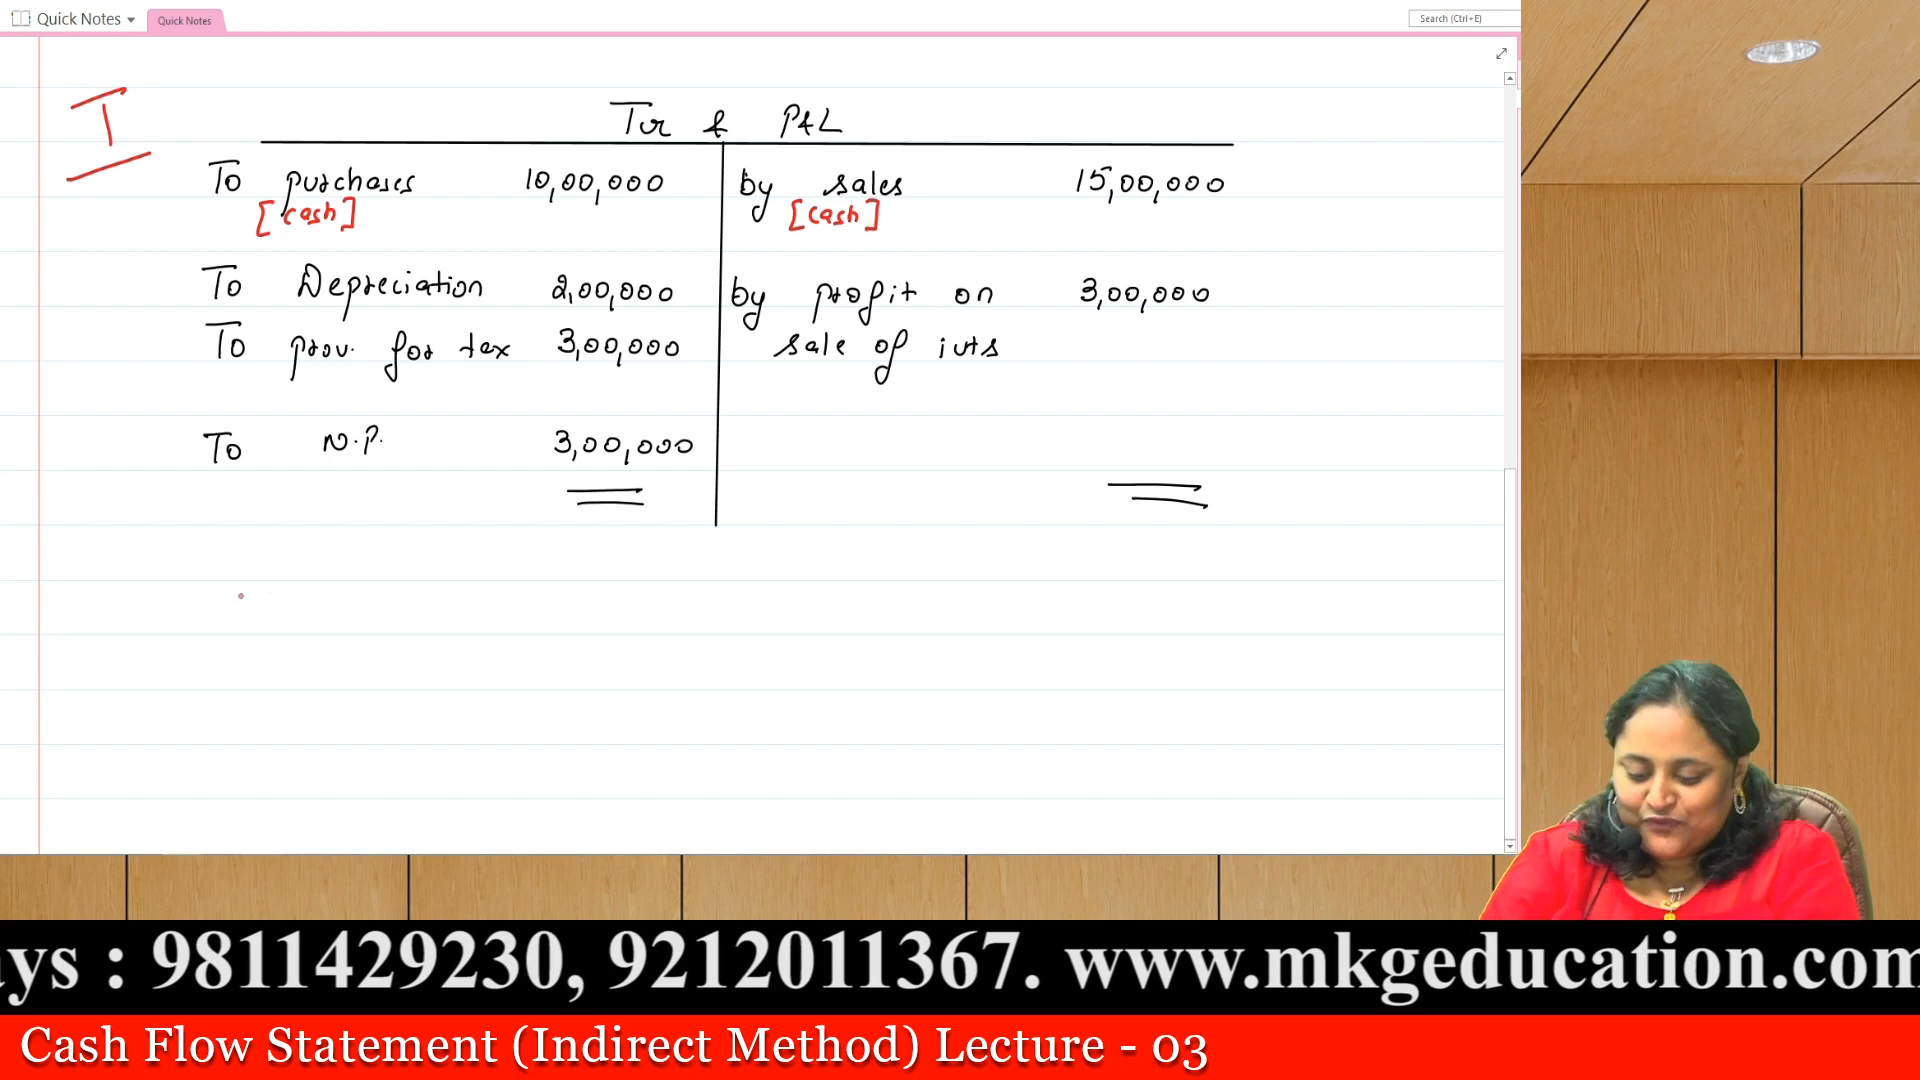 Quick Notes
Quick Notes
Search (Ctrl+E)
I
Tr & P&L
To purchases 10,00,000 by sales 15,00,000
[cash] [cash]
To Depreciation 2,00,000 by profit on 3,00,000
To prov. for tax 3,00,000 sale of ivts
To N.P. 3,00,000
ays : 9811429230, 9212011367. www.mkgeducation.com
Cash Flow Statement (Indirect Method) Lecture - 03